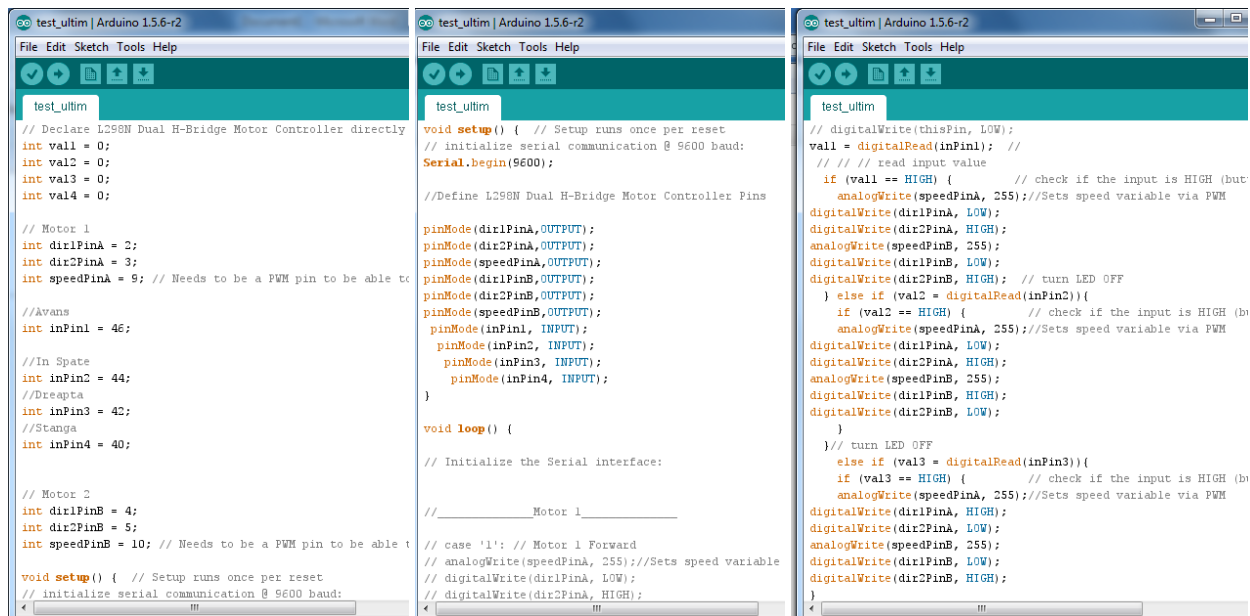 test_ultim | Arduino 1.5.6-r2
File Edit Sketch Tools Help
test_ultim
// Declare L298N Dual H-Bridge Motor Controller directly
int val1 = 0;
int val2 = 0;
int val3 = 0;
int val4 = 0;
// Motor 1
int dir1PinA = 2;
int dir2PinA = 3;
int speedPinA = 9; // Needs to be a PWM pin to be able to
//Avans
int inPin1 = 46;
//In Spate
int inPin2 = 44;
//Dreapta
int inPin3 = 42;
//Stanga
int inPin4 = 40;
// Motor 2
int dir1PinB = 4;
int dir2PinB = 5;
int speedPinB = 10; // Needs to be a PWM pin to be able t
void setup() {  // Setup runs once per reset
// initialize serial communication @ 9600 baud:
test_ultim | Arduino 1.5.6-r2
File Edit Sketch Tools Help
test_ultim
void setup() {  // Setup runs once per reset
// initialize serial communication @ 9600 baud:
Serial.begin(9600);
//Define L298N Dual H-Bridge Motor Controller Pins
pinMode(dir1PinA,OUTPUT);
pinMode(dir2PinA,OUTPUT);
pinMode(speedPinA,OUTPUT);
pinMode(dir1PinB,OUTPUT);
pinMode(dir2PinB,OUTPUT);
pinMode(speedPinB,OUTPUT);
pinMode(inPin1, INPUT);
pinMode(inPin2, INPUT);
pinMode(inPin3, INPUT);
pinMode(inPin4, INPUT);
}
void loop() {
// Initialize the Serial interface:
//_____________Motor 1_____________
// case '1': // Motor 1 Forward
// analogWrite(speedPinA, 255);//Sets speed variable
// digitalWrite(dir1PinA, LOW);
// digitalWrite(dir2PinA, HIGH);
test_ultim | Arduino 1.5.6-r2
File Edit Sketch Tools Help
test_ultim
// digitalWrite(thisPin, LOW);
val1 = digitalRead(inPin1);  //
// // // read input value
if (val1 == HIGH) {         // check if the input is HIGH (butt
analogWrite(speedPinA, 255);//Sets speed variable via PWM
digitalWrite(dir1PinA, LOW);
digitalWrite(dir2PinA, HIGH);
analogWrite(speedPinB, 255);
digitalWrite(dir1PinB, LOW);
digitalWrite(dir2PinB, HIGH);  // turn LED OFF
} else if (val2 = digitalRead(inPin2)){
if (val2 == HIGH) {         // check if the input is HIGH (b
analogWrite(speedPinA, 255);//Sets speed variable via PWM
digitalWrite(dir1PinA, LOW);
digitalWrite(dir2PinA, HIGH);
analogWrite(speedPinB, 255);
digitalWrite(dir1PinB, HIGH);
digitalWrite(dir2PinB, LOW);
}
}// turn LED OFF
else if (val3 = digitalRead(inPin3)){
if (val3 == HIGH) {         // check if the input is HIGH (b
analogWrite(speedPinA, 255);//Sets speed variable via PWM
digitalWrite(dir1PinA, HIGH);
digitalWrite(dir2PinA, LOW);
analogWrite(speedPinB, 255);
digitalWrite(dir1PinB, LOW);
digitalWrite(dir2PinB, HIGH);
}